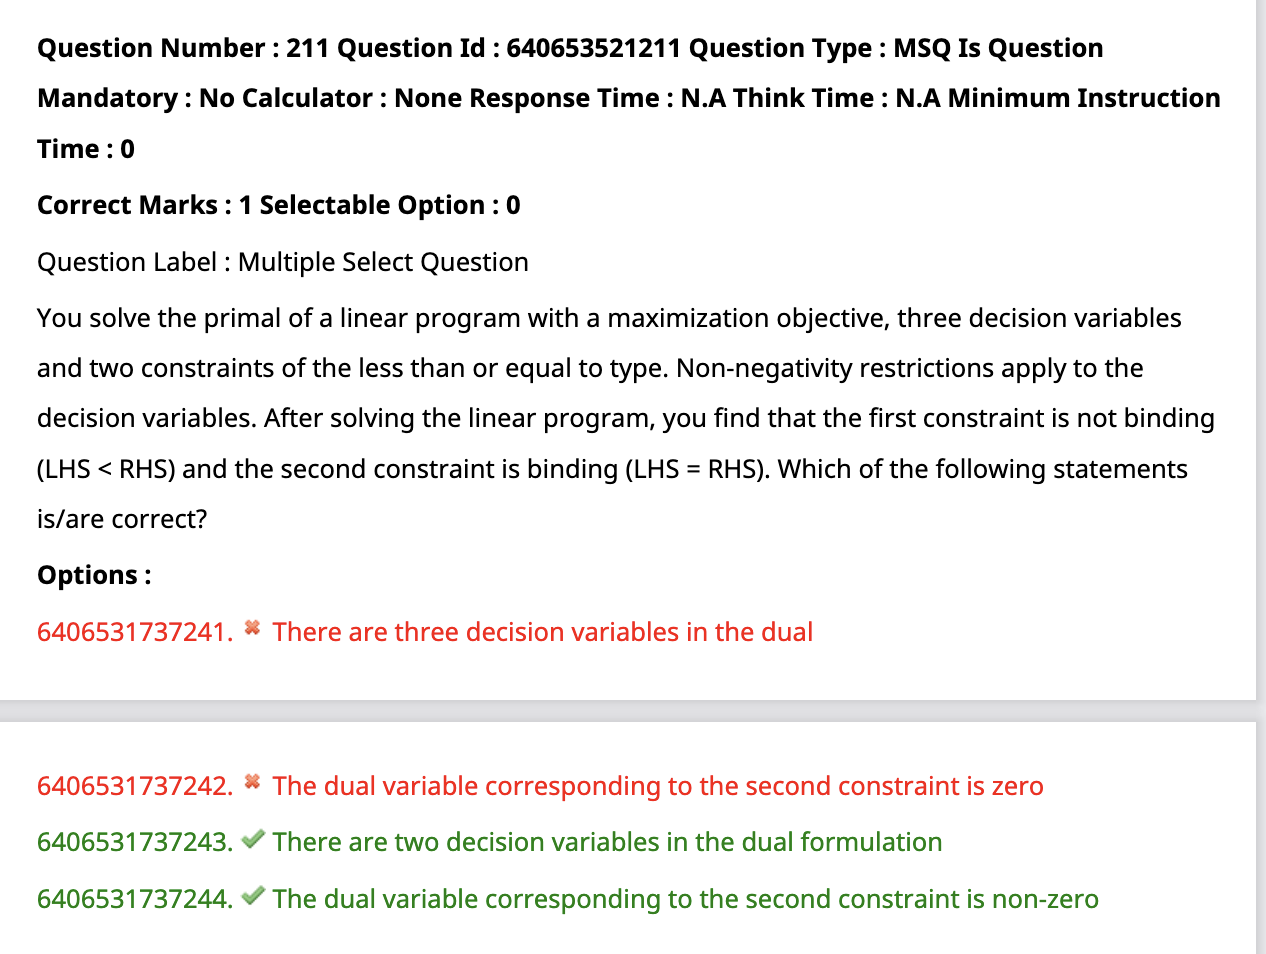 Question Number : 211 Question Id : 640653521211 Question Type : MSQ Is Question
Mandatory : No Calculator : None Response Time : N.A Think Time : N.A Minimum Instruction
Time : 0
Correct Marks : 1 Selectable Option : 0
Question Label : Multiple Select Question
You solve the primal of a linear program with a maximization objective, three decision variables
and two constraints of the less than or equal to type. Non-negativity restrictions apply to the
decision variables. After solving the linear program, you find that the first constraint is not binding
(LHS < RHS) and the second constraint is binding (LHS = RHS). Which of the following statements
is/are correct?
Options :
6406531737241. ✖ There are three decision variables in the dual
6406531737242. ✖ The dual variable corresponding to the second constraint is zero
6406531737243. ✔ There are two decision variables in the dual formulation
6406531737244. ✔ The dual variable corresponding to the second constraint is non-zero